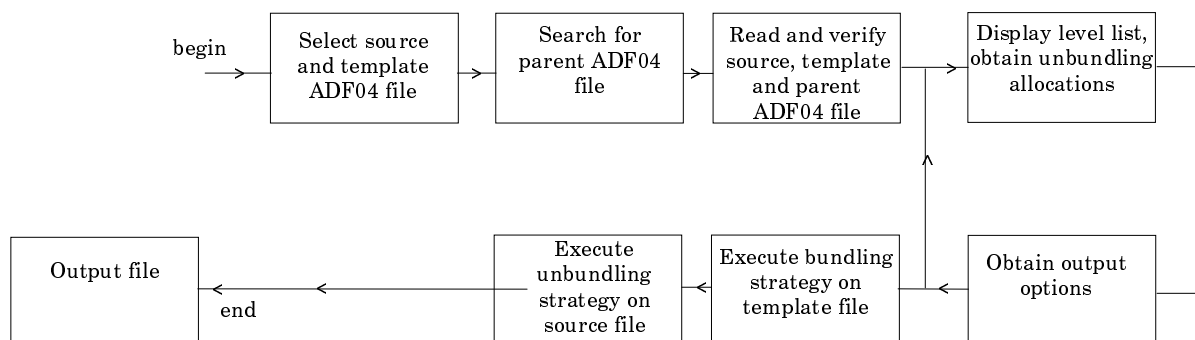 begin
Select source
and template
ADF04 file
Search for
parent ADF04
file
Read and verify
source, template
and parent
ADF04 file
Display level list,
obtain unbundling
allocations
Output file
end
Execute
unbundling
strategy on
source file
Execute bundling
strategy on
template file
Obtain output
options